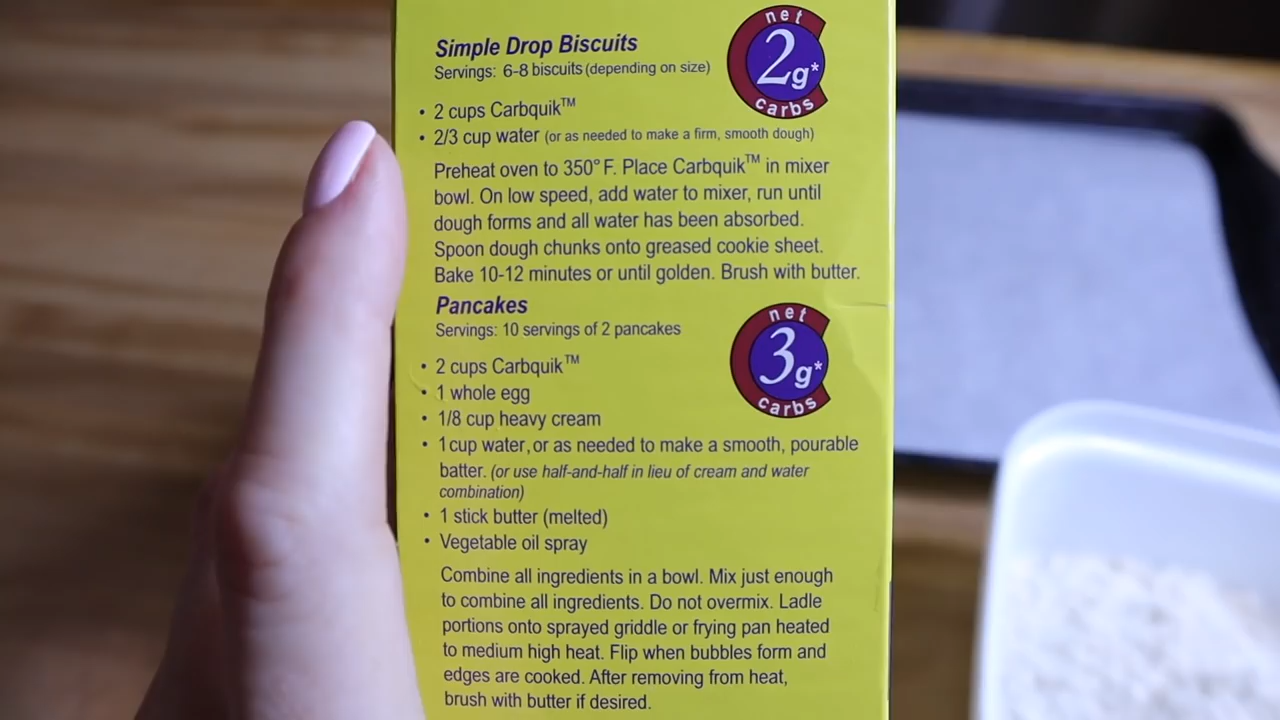 Simple Drop Biscuits
Servings: 6-8 biscuits (depending on size)
net
2g*
carbs
• 2 cups Carbquik™
• 2/3 cup water (or as needed to make a firm, smooth dough)
Preheat oven to 350° F. Place Carbquik™ in mixer
bowl. On low speed, add water to mixer, run until
dough forms and all water has been absorbed.
Spoon dough chunks onto greased cookie sheet.
Bake 10-12 minutes or until golden. Brush with butter.
Pancakes
Servings: 10 servings of 2 pancakes
net
3g*
carbs
• 2 cups Carbquik™
• 1 whole egg
• 1/8 cup heavy cream
• 1 cup water, or as needed to make a smooth, pourable
batter. (or use half-and-half in lieu of cream and water
combination)
• 1 stick butter (melted)
• Vegetable oil spray
Combine all ingredients in a bowl. Mix just enough
to combine all ingredients. Do not overmix. Ladle
portions onto sprayed griddle or frying pan heated
to medium high heat. Flip when bubbles form and
edges are cooked. After removing from heat,
brush with butter if desired.